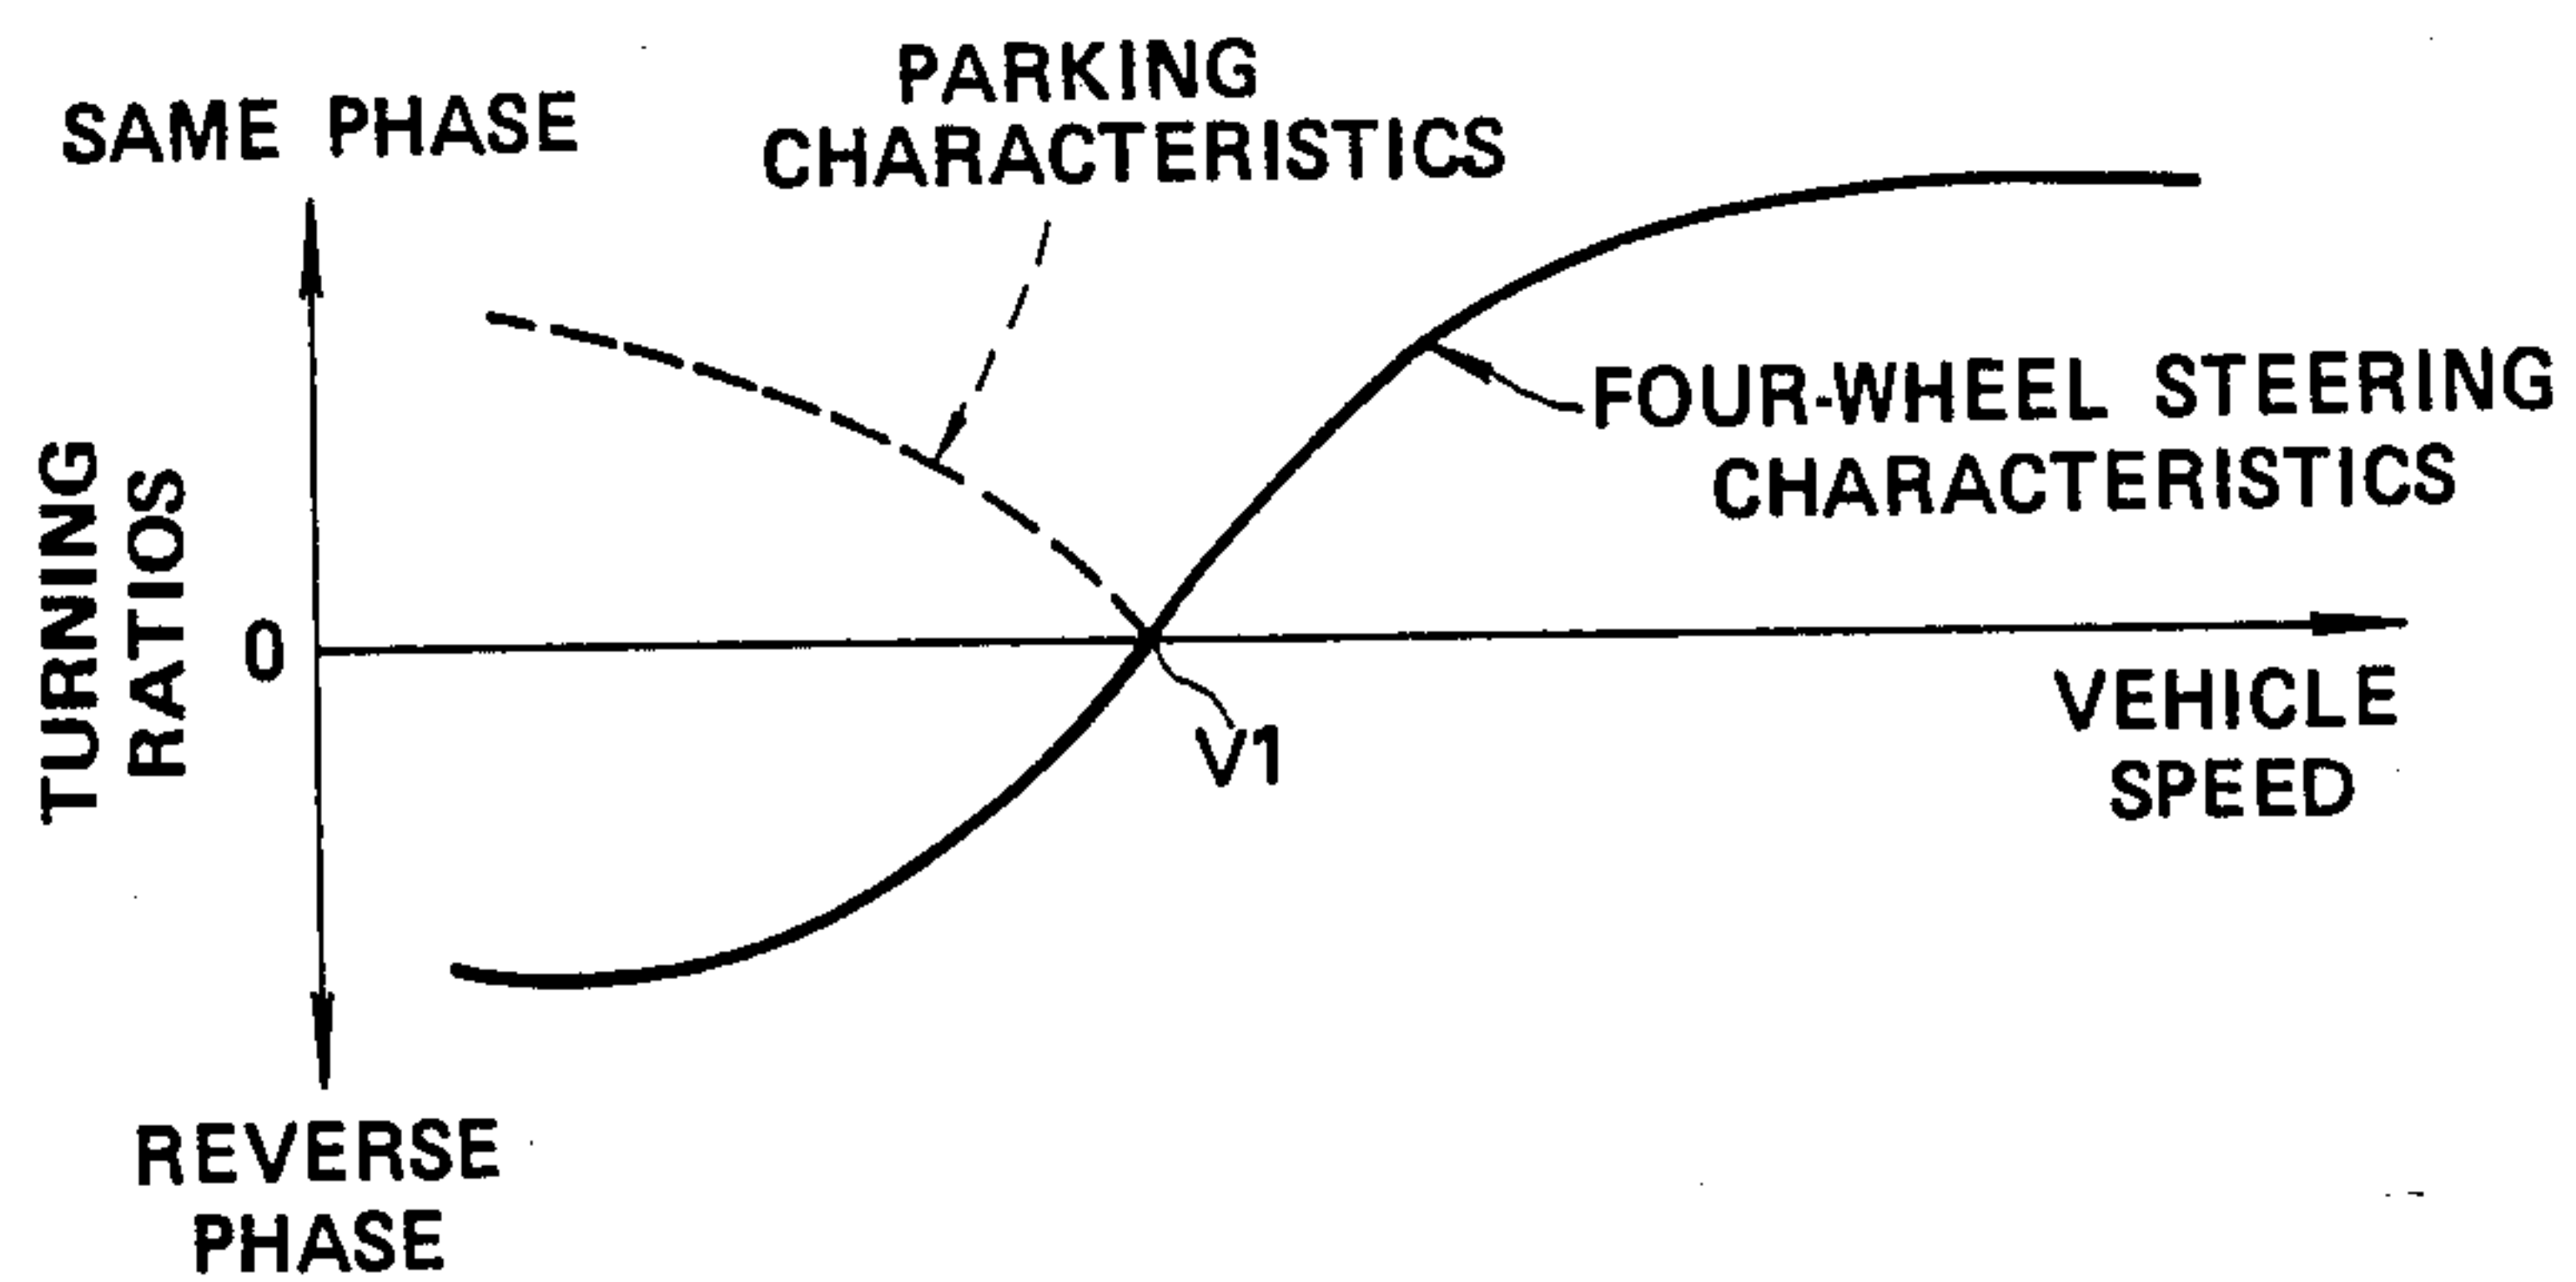 PARKING
CHARACTERISTICS
SAME PHASE
FOUR-WHEEL STEERING
CHARACTERISTICS
TURNING
RATIOS
0
V1
VEHICLE
SPEED
REVERSE
PHASE